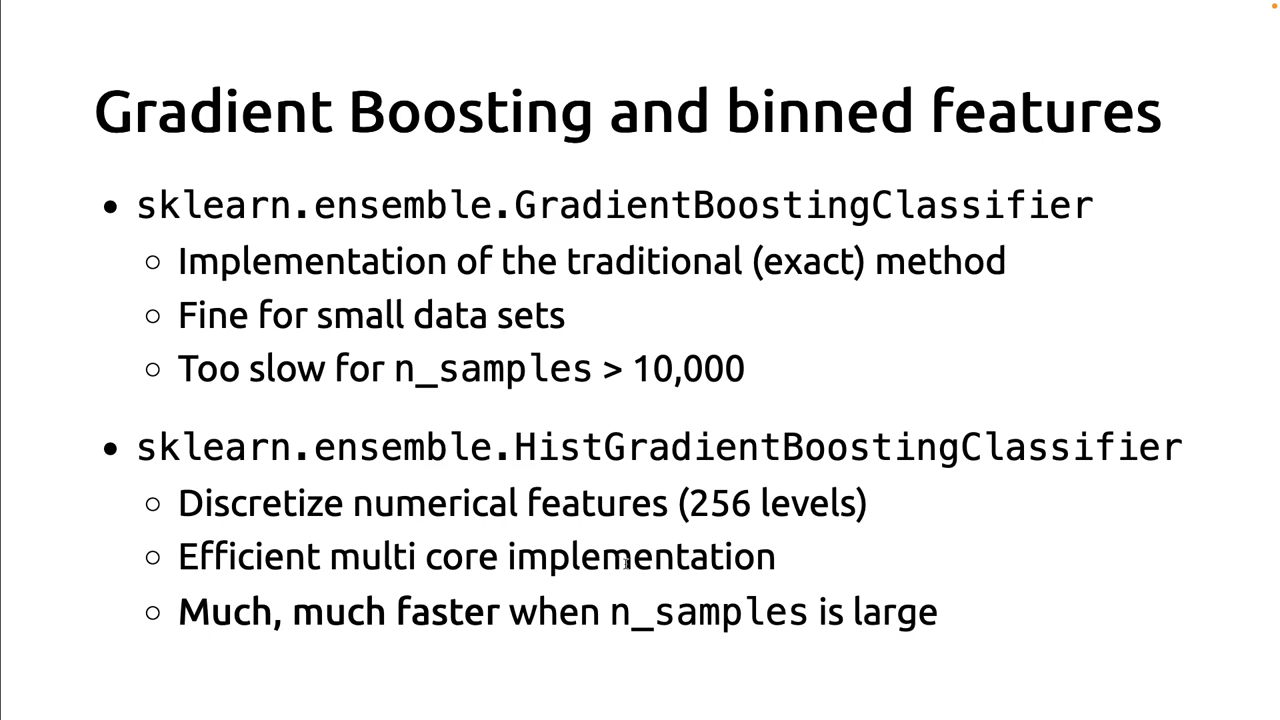 Gradient Boosting and binned features
• sklearn.ensemble.GradientBoostingClassifier
◦ Implementation of the traditional (exact) method
◦ Fine for small data sets
◦ Too slow for n_samples > 10,000
• sklearn.ensemble.HistGradientBoostingClassifier
◦ Discretize numerical features (256 levels)
◦ Efficient multi core implementation
◦ Much, much faster when n_samples is large